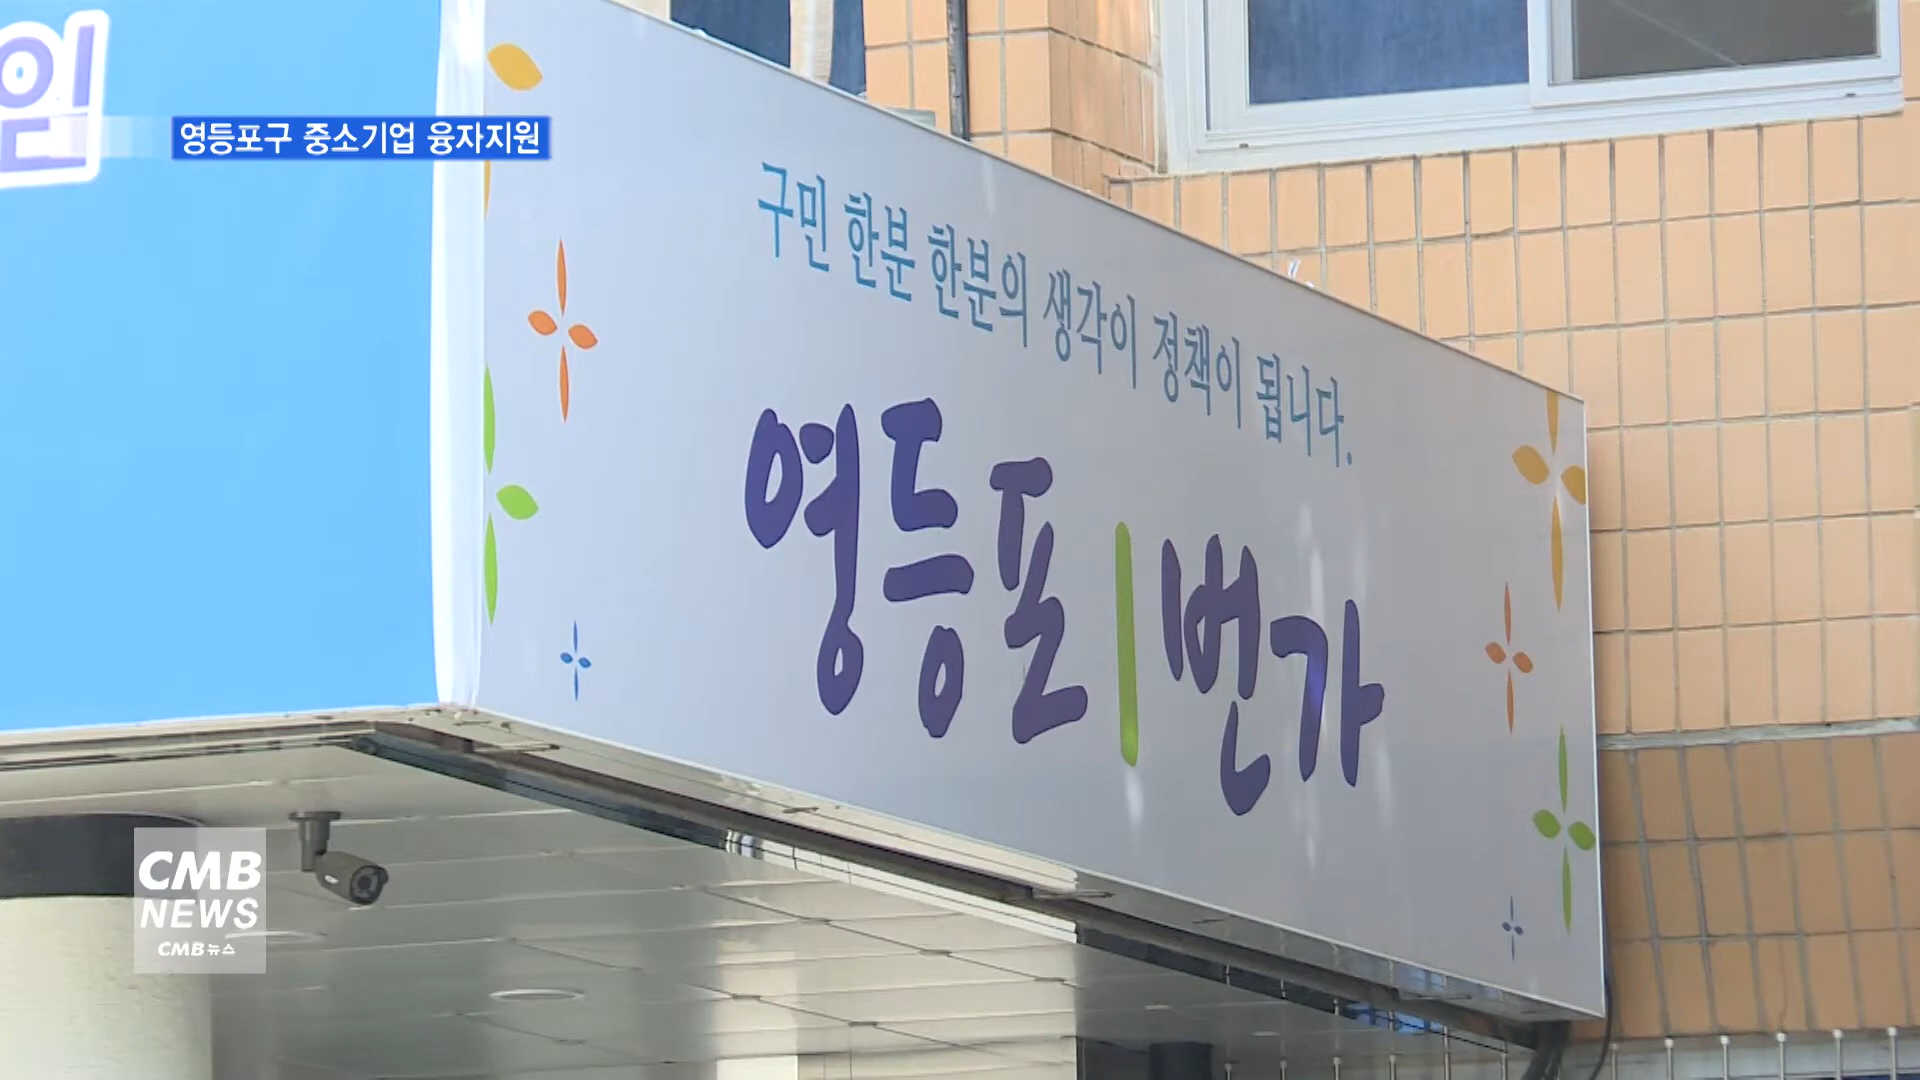 일
영등포구 중소기업 융자지원
구민 한분 한분의 생각이 정책이 됩니다.
영등포1번가
CMB
NEWS
CMB뉴스